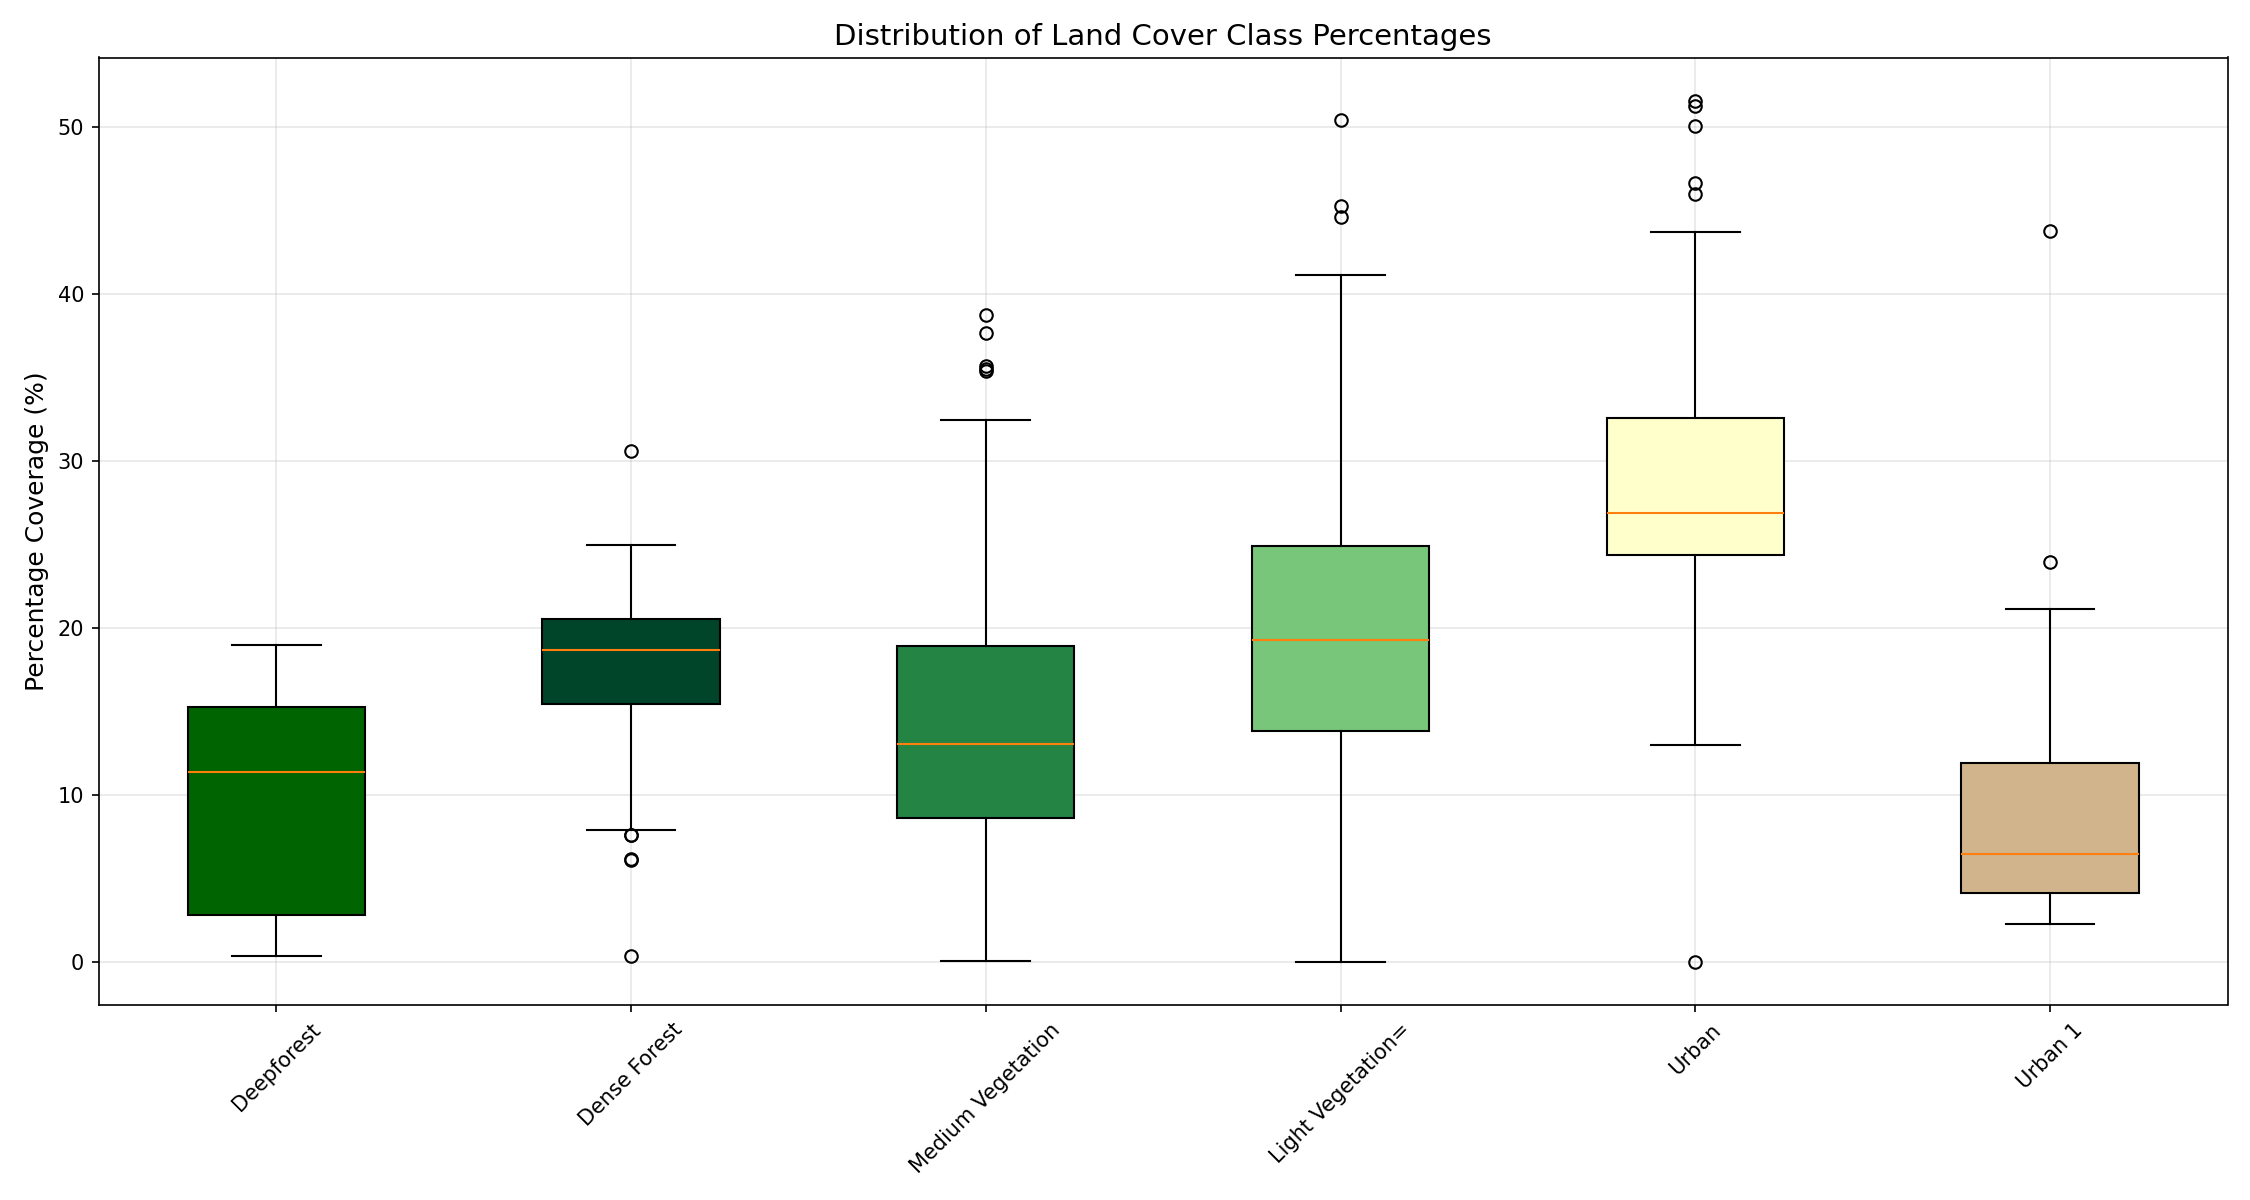 Distribution of Land Cover Class Percentages
Percentage Coverage (%)
50
40
30
20
10
0
Deepforest
Dense Forest
Medium Vegetation
Light Vegetation=
Urban
Urban 1